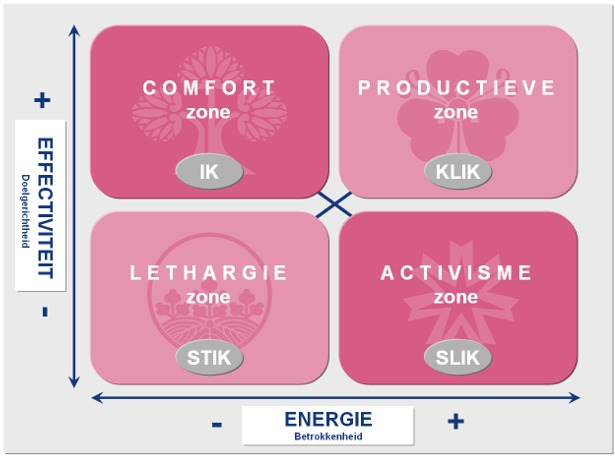 COMFORT
zone
IK
PRODUCTIEVE
zone
KLIK
+
EFFECTIVITEIT
Doelgerichtheid
-
LETHARGIE
zone
STIK
ACTIVISME
zone
SLIK
-
ENERGIE
Betrokkenheid
+